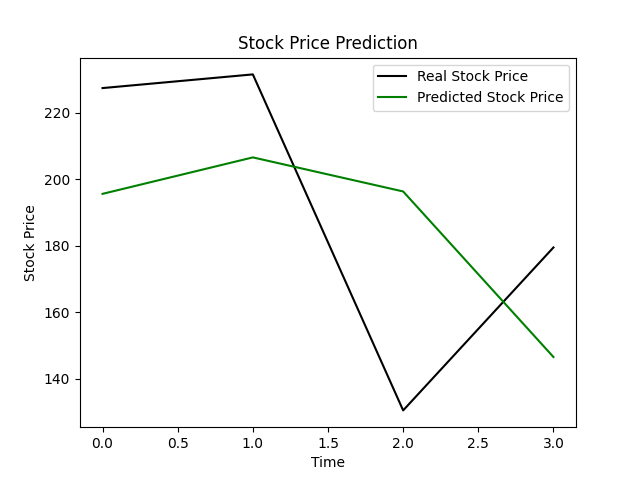 Stock Price Prediction
Real Stock Price
Predicted Stock Price
Stock Price
220
200
180
160
140
0.0 0.5 1.0 1.5 2.0 2.5 3.0
Time